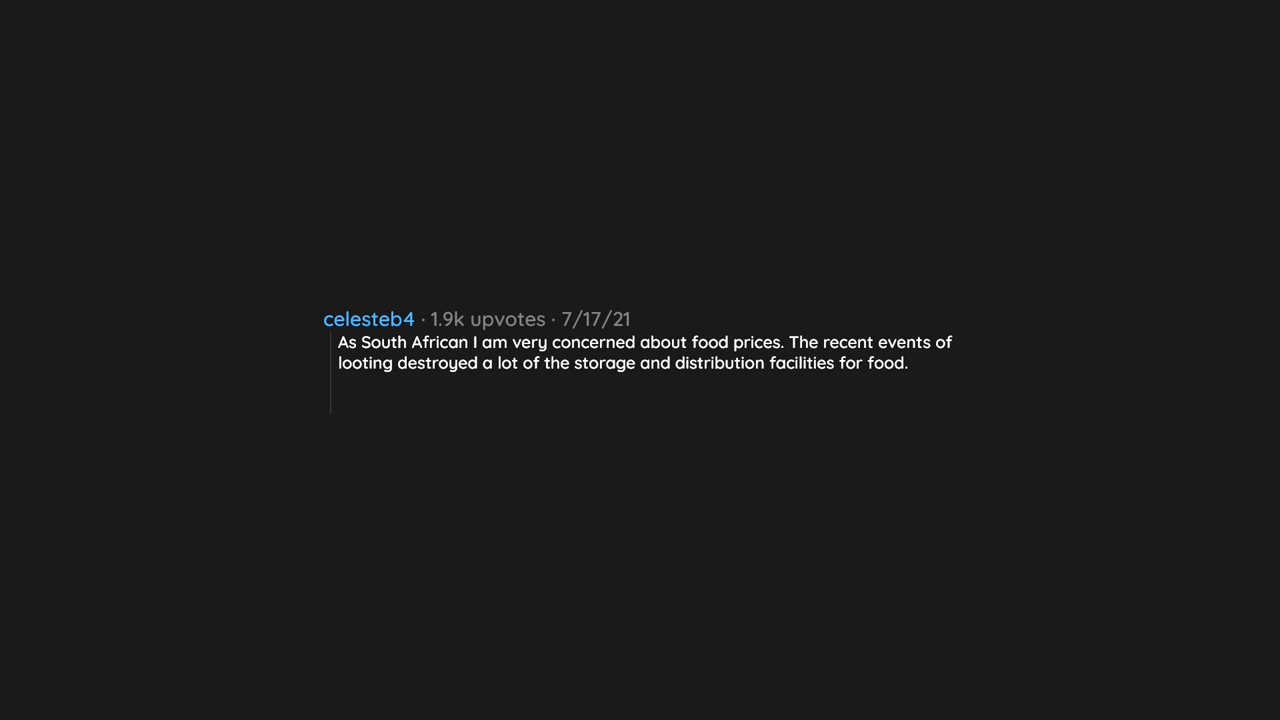 celesteb4 · 1.9k upvotes · 7/17/21
As South African I am very concerned about food prices. The recent events of
looting destroyed a lot of the storage and distribution facilities for food.